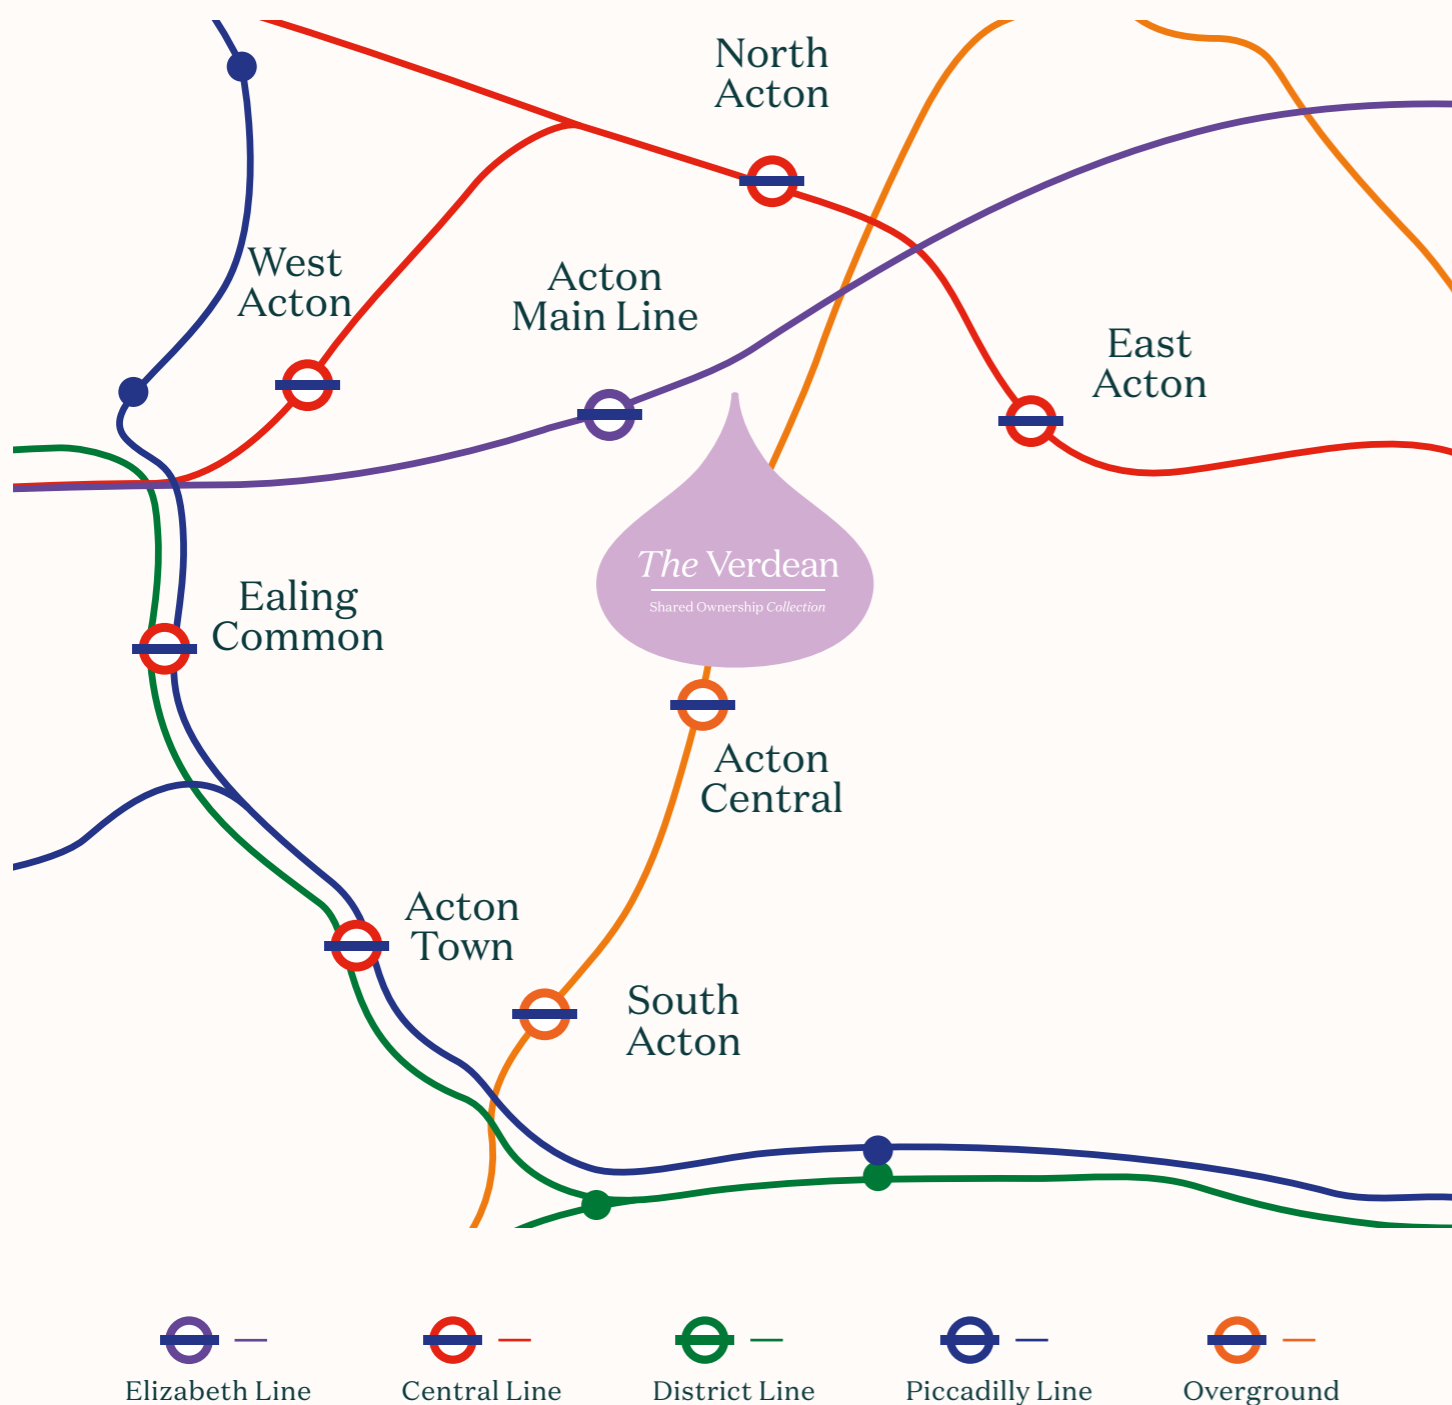 North
Acton
West
Acton
Acton
Main Line
East
Acton
The Verdean
Shared Ownership Collection
Ealing
Common
Acton
Central
Acton
Town
South
Acton
Elizabeth Line
Central Line
District Line
Piccadilly Line
Overground